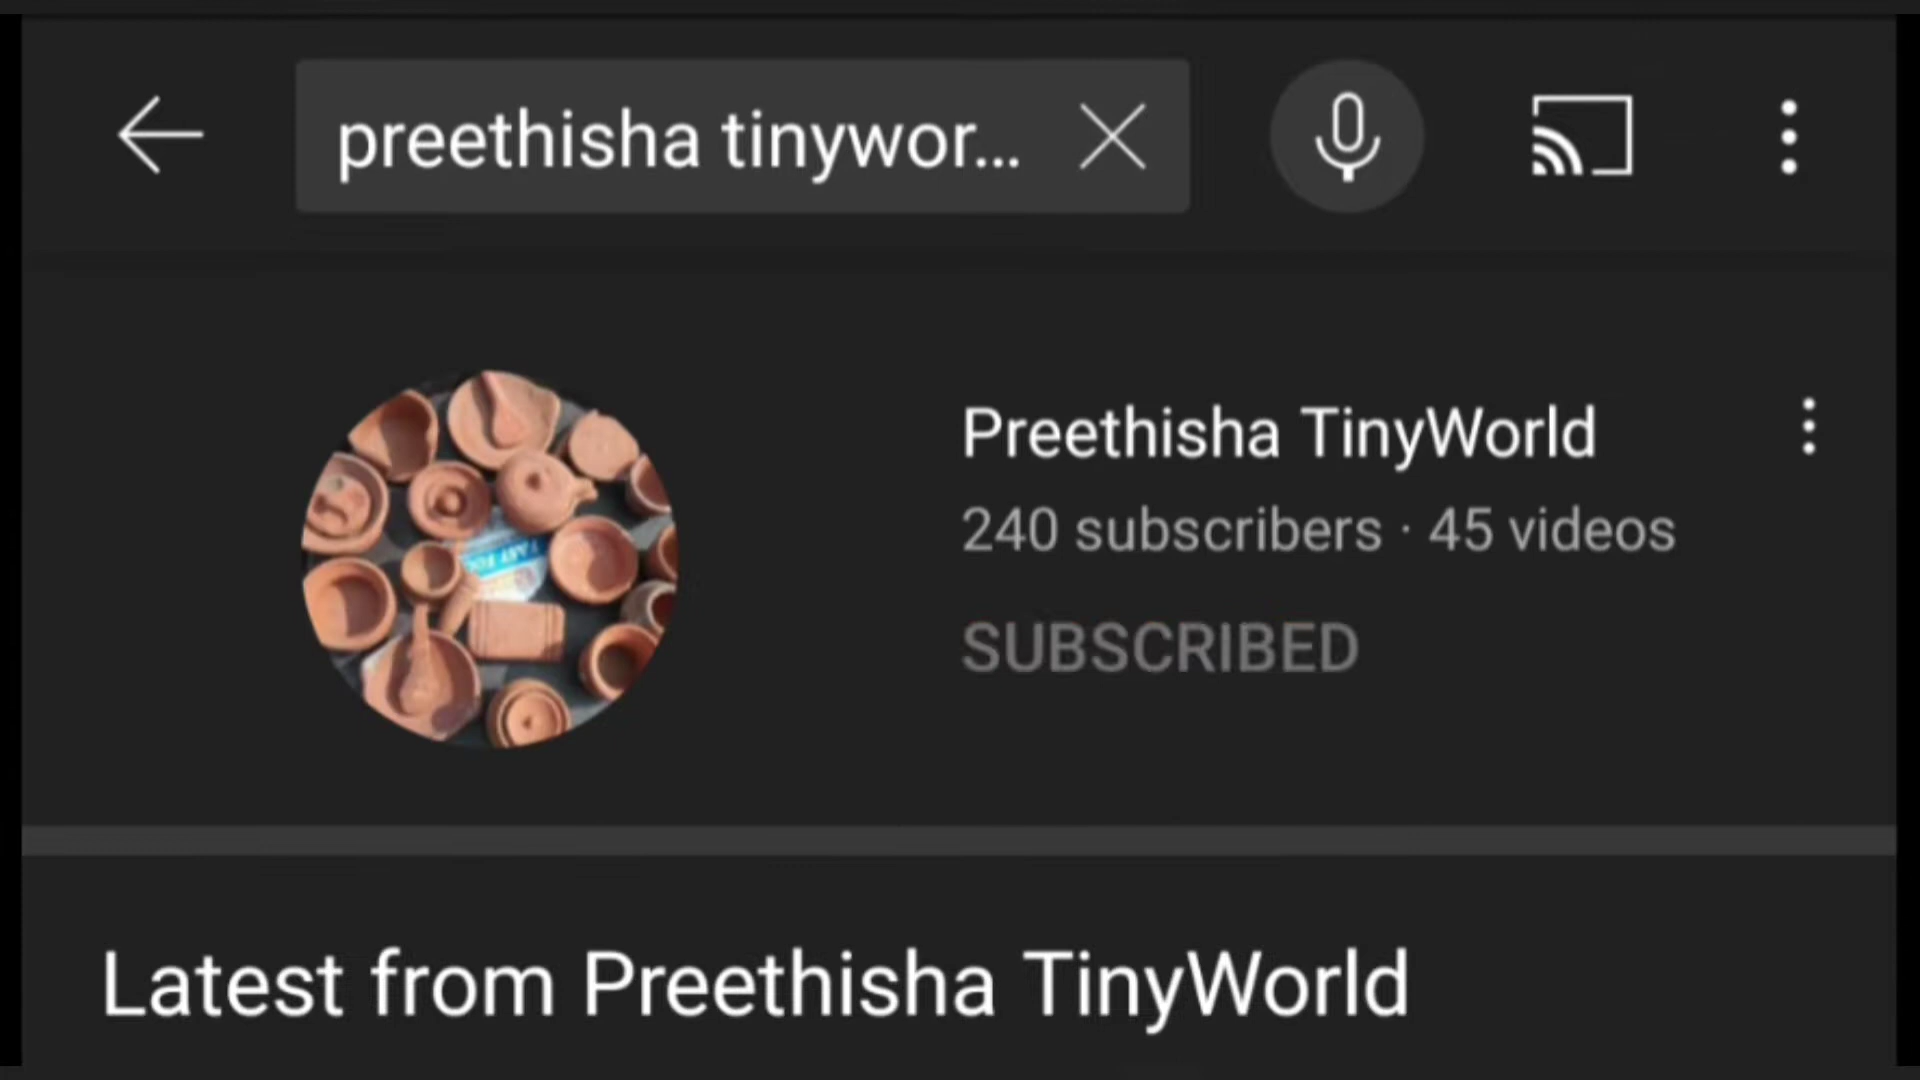 preethisha tinywor...
Preethisha TinyWorld
240 subscribers · 45 videos
SUBSCRIBED
Latest from Preethisha TinyWorld